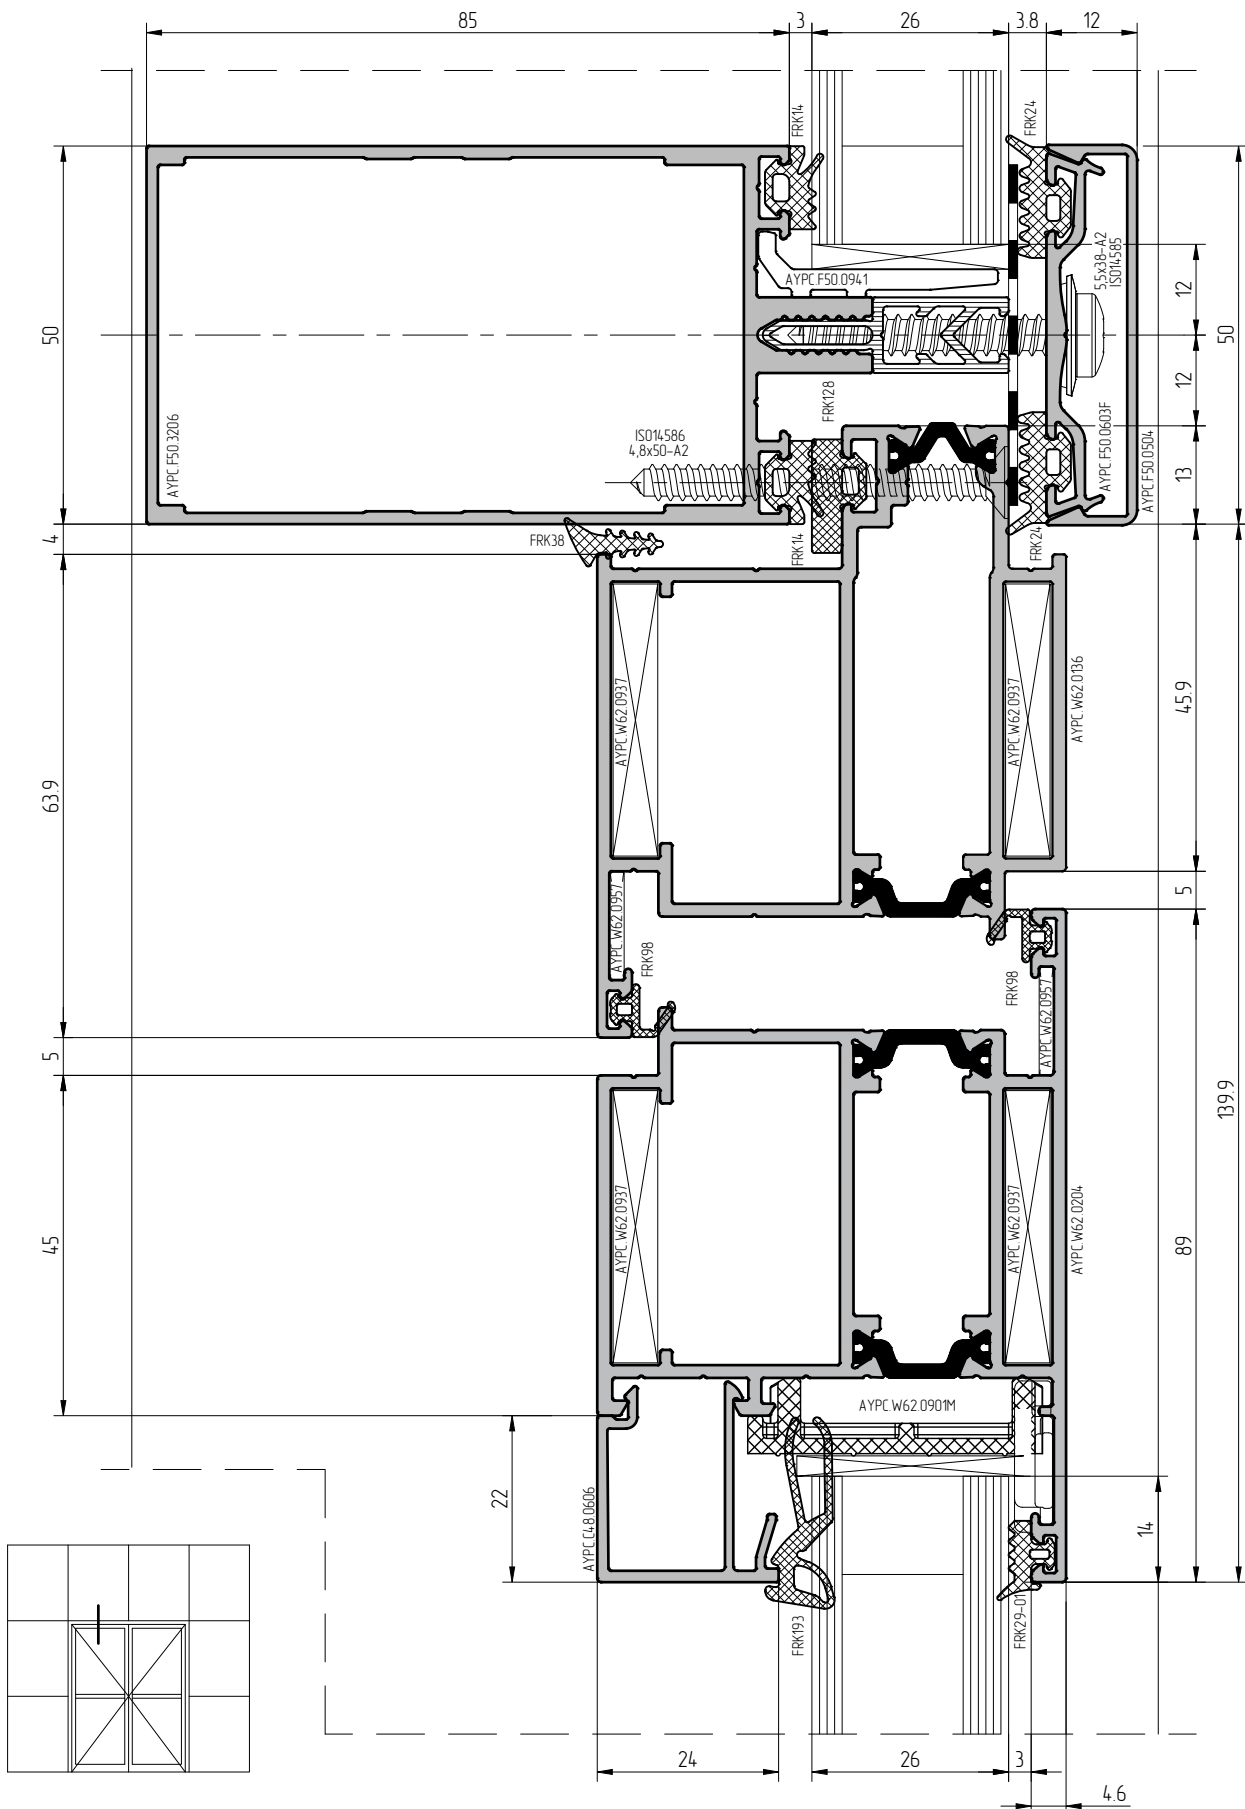 85
3
26
3.8
12
FRK14
FRK24
AYPC.F50.0941
5,5x38-A2
ISO14585
12
50
50
12
FRK128
ISO14586
4,8x50-A2
AYPC.F50.3206
AYPC.F50.0603F
AYPC.F50.0504
13
4
FRK38
FRK14
FRK24
AYPC.W62.0937
AYPC.W62.0937
AYPC.W62.0136
45.9
63.9
5
AYPC.W62.0957
FRK98
FRK98
AYPC.W62.0957
5
139.9
45
AYPC.W62.0937
AYPC.W62.0937
AYPC.W62.0204
89
AYPC.W62.0901M
22
AYPC.C48.0606
14
FRK193
FRK29-01
24
26
3
4.6